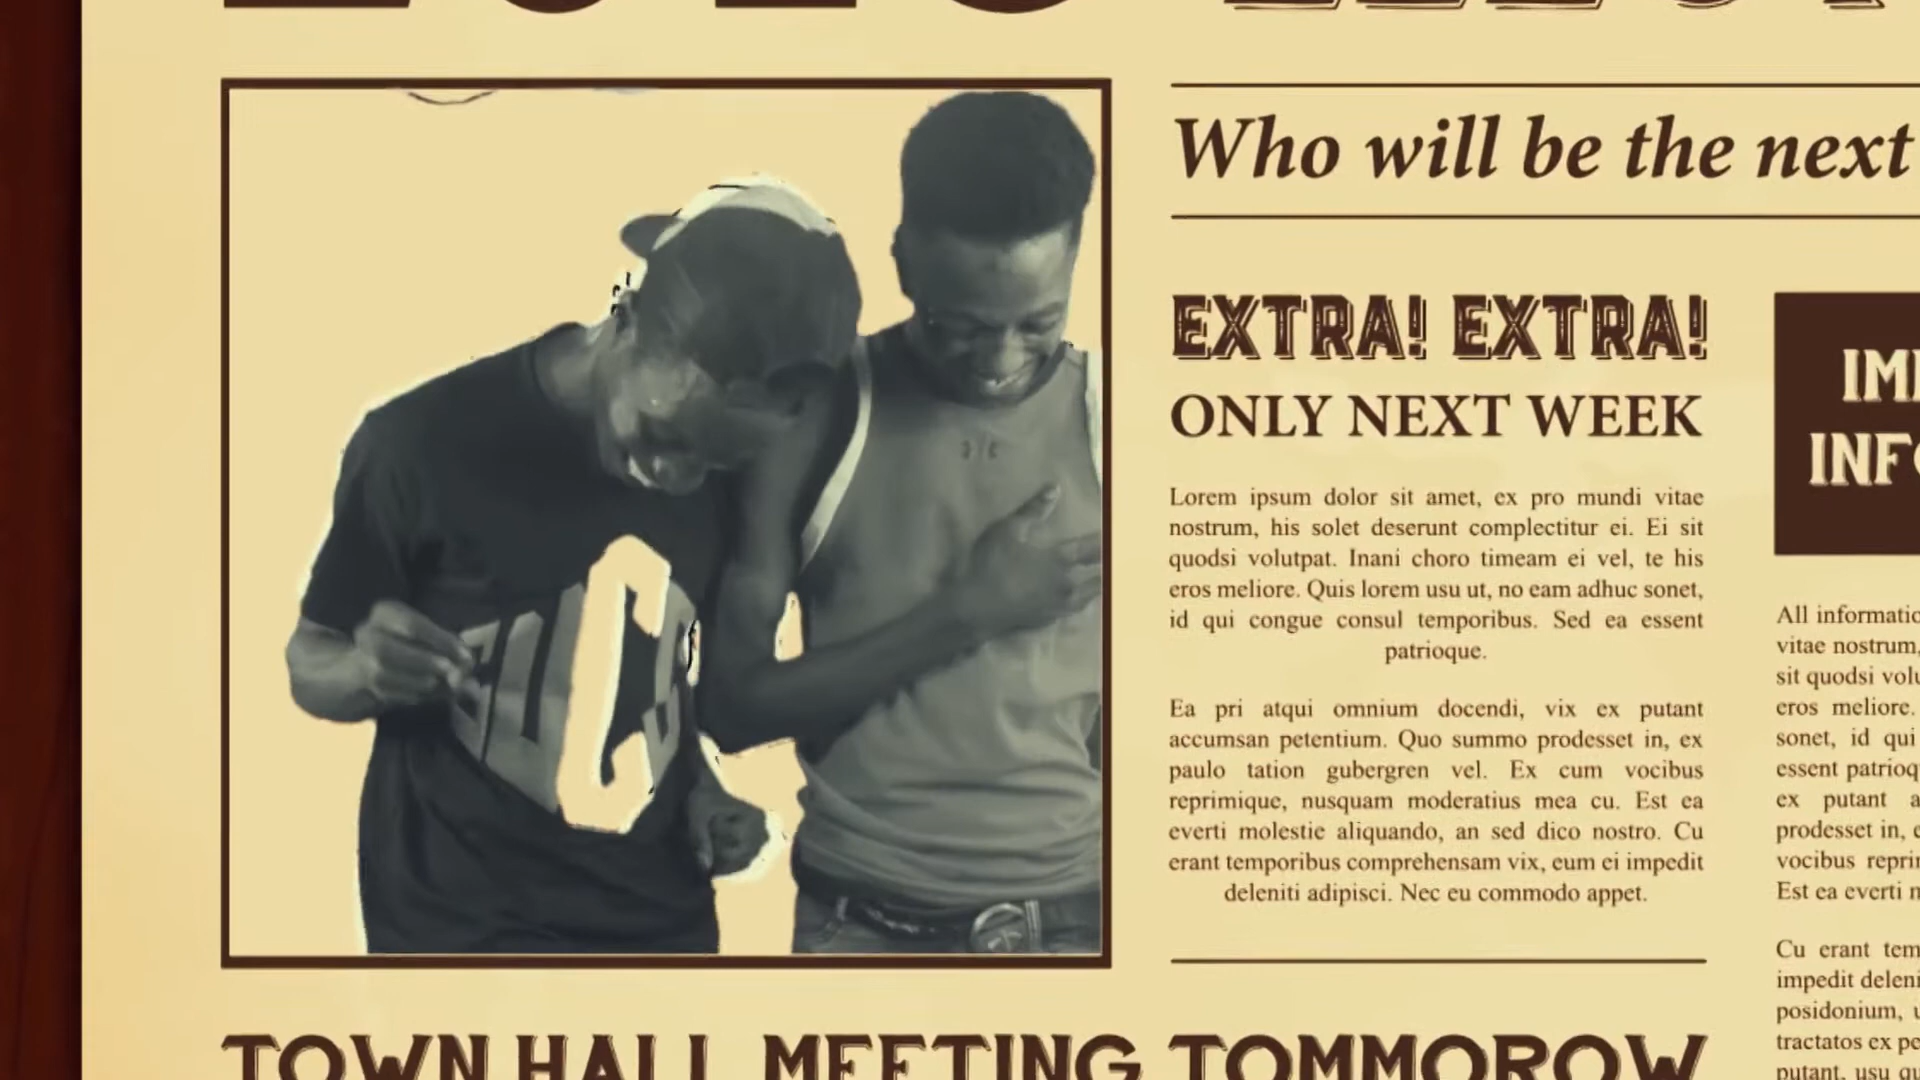 Who will be the next
EXTRA! EXTRA!
ONLY NEXT WEEK
Lorem ipsum dolor sit amet, ex pro mundi vitae
nostrum, his solet deserunt complectitur ei. Ei sit
quodsi volutpat. Inani choro timeam ei vel, te his
eros meliore. Quis lorem usu ut, no eam adhuc sonet,
id qui congue consul temporibus. Sed ea essent
patrioque.
Ea pri atqui omnium docendi, vix ex putant
accumsan petentium. Quo summo prodesset in, ex
paulo tation gubergren vel. Ex cum vocibus
reprimique, nusquam moderatius mea cu. Est ea
everti molestie aliquando, an sed dico nostro. Cu
erant temporibus comprehensam vix, eum ei impedit
deleniti adipisci. Nec eu commodo appet.
All
vitae nostrum,
sit quodsi
eros meliore.
sonet, id qui
essent
ex putant
prodesset in,
vocibus
Est ea everti
Cu erant
impedit
posidonium,
tractatos ex
putant, usu
TOWN HALL MEETING TOMMOROW